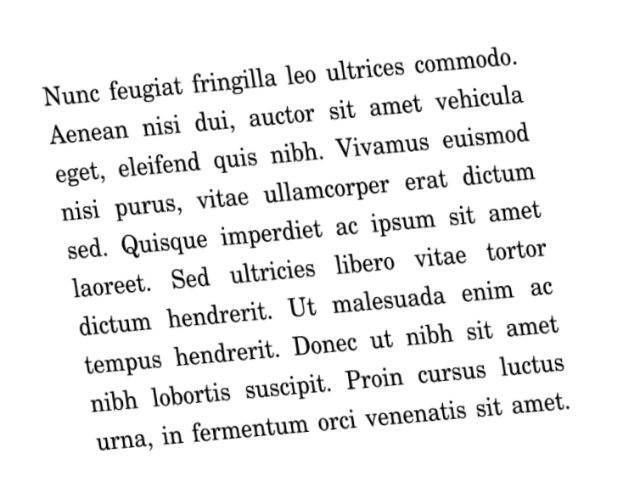 Nunc feugiat fringilla leo ultrices commodo.
Aenean nisi dui, auctor sit amet vehicula
eget, eleifend quis nibh. Vivamus euismod
nisi purus, vitae ullamcorper erat dictum
sed. Quisque imperdiet ac ipsum sit amet
laoreet. Sed ultricies libero vitae tortor
dictum hendrerit. Ut malesuada enim ac
tempus hendrerit. Donec ut nibh sit amet
nibh lobortis suscipit. Proin cursus luctus
urna, in fermentum orci venenatis sit amet.